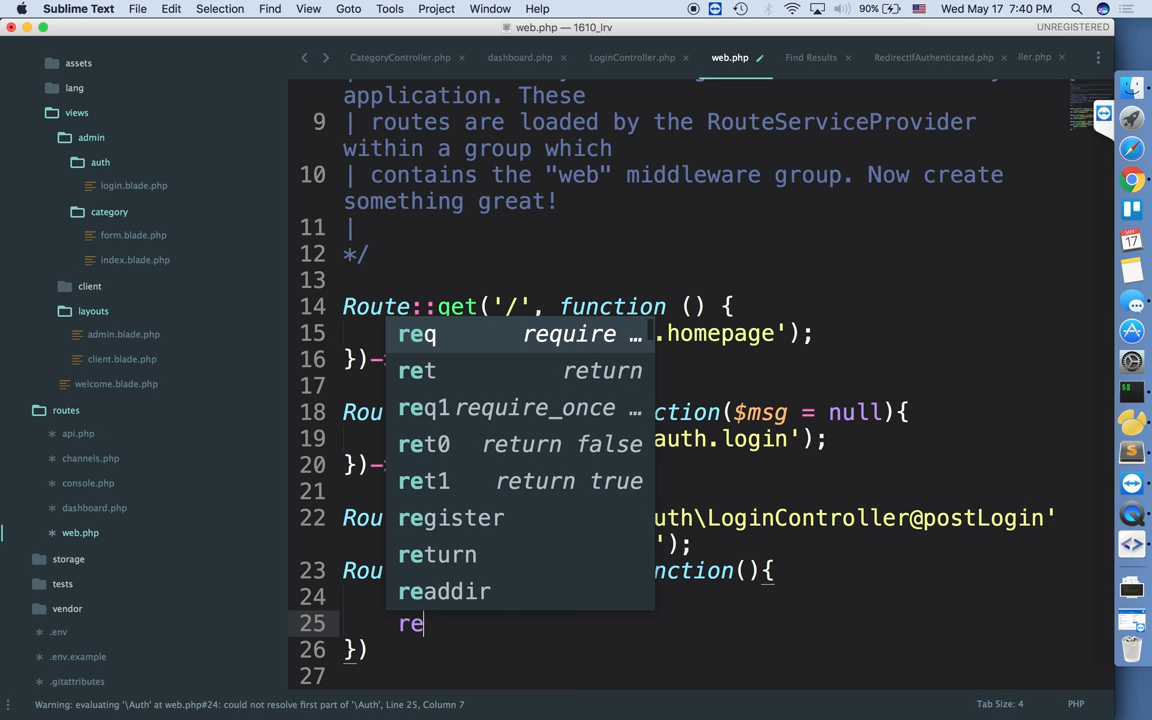 Sublime Text File Edit Selection Find View Goto Tools Project Window Help 90% Wed May 17 7:40 PM
web.php — 1610_lrv UNREGISTERED
CategoryController.php dashboard.php LoginController.php web.php Find Results RedirectIfAuthenticated.php ller.php
assets
lang
views
admin
auth
login.blade.php
category
form.blade.php
index.blade.php
client
layouts
admin.blade.php
client.blade.php
welcome.blade.php
routes
api.php
channels.php
console.php
dashboard.php
web.php
storage
tests
vendor
.env
.env.example
.gitattributes
application. These
9 | routes are loaded by the RouteServiceProvider
within a group which
10 | contains the "web" middleware group. Now create
something great!
11 |
12 */
13
14 Route::get('/', function () {
15 .homepage');
16 })-
17
18 Rou ction($msg = null){
19 auth.login');
20 })-
21
22 Rou uth\LoginController@postLogin'
');
23 Rou nction(){
24
25 re
26 })
27
req require …
ret return
req1 require_once …
ret0 return false
ret1 return true
register
return
readdir
17
Warning: evaluating '\Auth' at web.php#24: could not resolve first part of '\Auth', Line 25, Column 7 Tab Size: 4 PHP